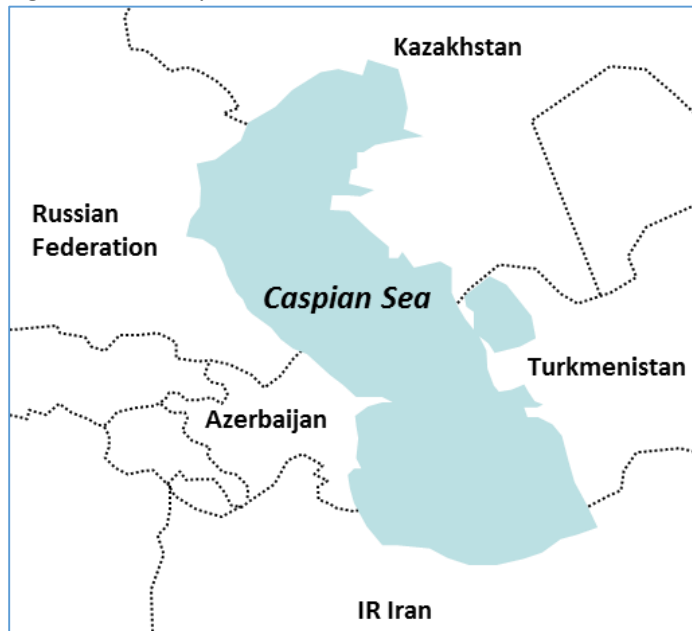 Kazakhstan
Russian
Federation
Caspian Sea
Turkmenistan
Azerbaijan
IR Iran